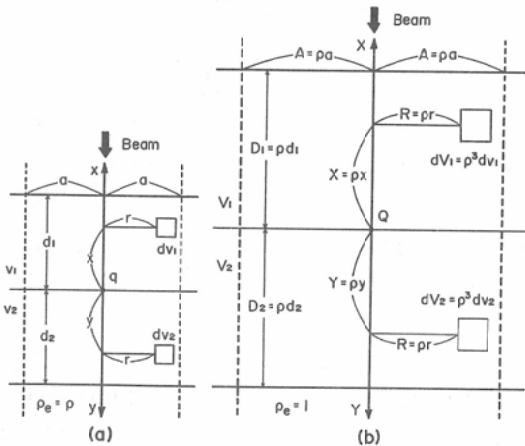 Beam
x
a
a
r
d₁
dv₁
x
v₁
q
v₂
y
d₂
dv₂
r
ρe = ρ
y
(a)
Beam
X
A=ρa
A=ρa
R=ρr
D₁=ρd₁
dV₁=ρ³dv₁
X=ρx
V₁
Q
V₂
Y=ρy
dV₂=ρ³dv₂
D₂=ρd₂
R=ρr
ρe = 1
Y
(b)